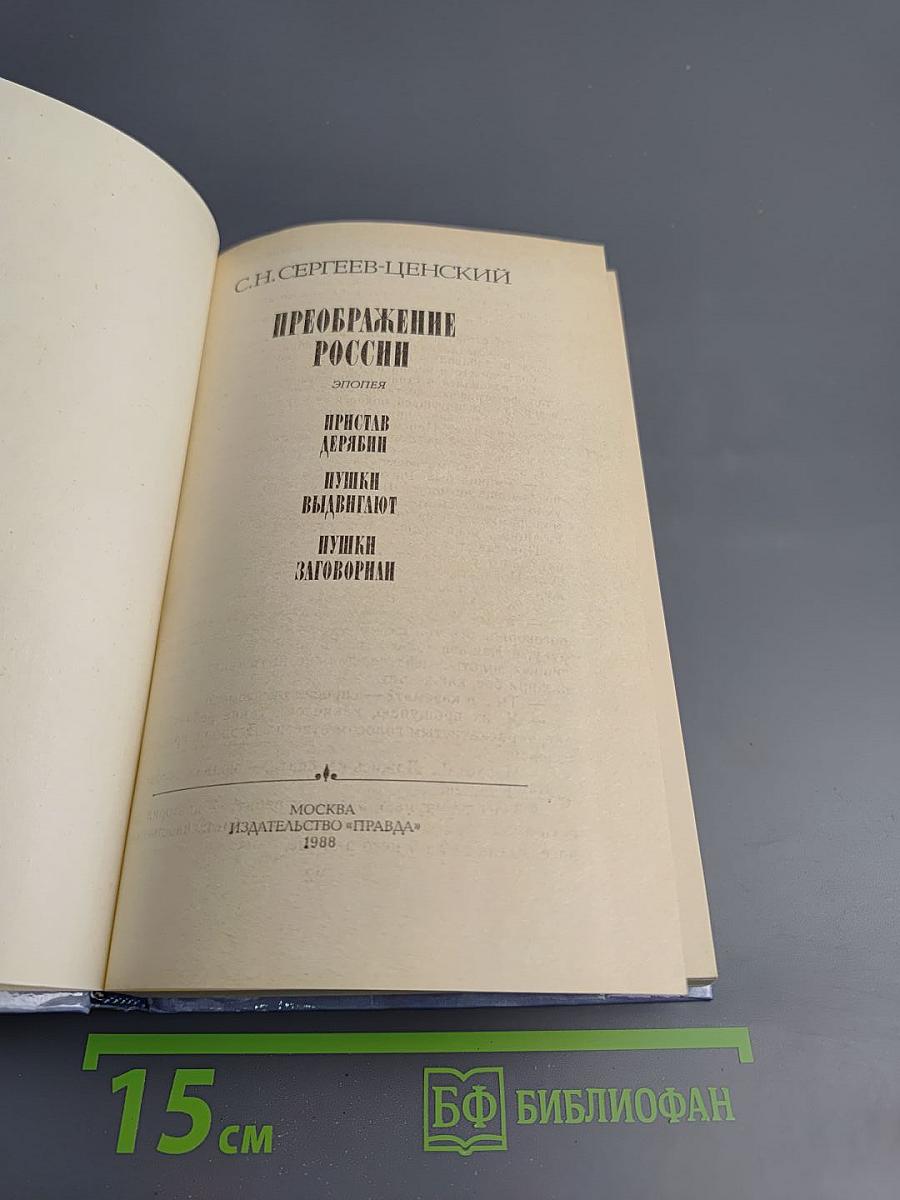 С.Н. СЕРГЕЕВ-ЦЕНСКИЙ
ПРЕОБРАЖЕНИЕ
РОССИИ
ЭПОПЕЯ
ПРИСТАВ
ДЕРЯБИН
ПУШКИ
ВЫДВИГАЮТ
ПУШКИ
ЗАГОВОРИЛИ
МОСКВА
ИЗДАТЕЛЬСТВО «ПРАВДА»
1988
15 см
БФ БИБЛИОФАН